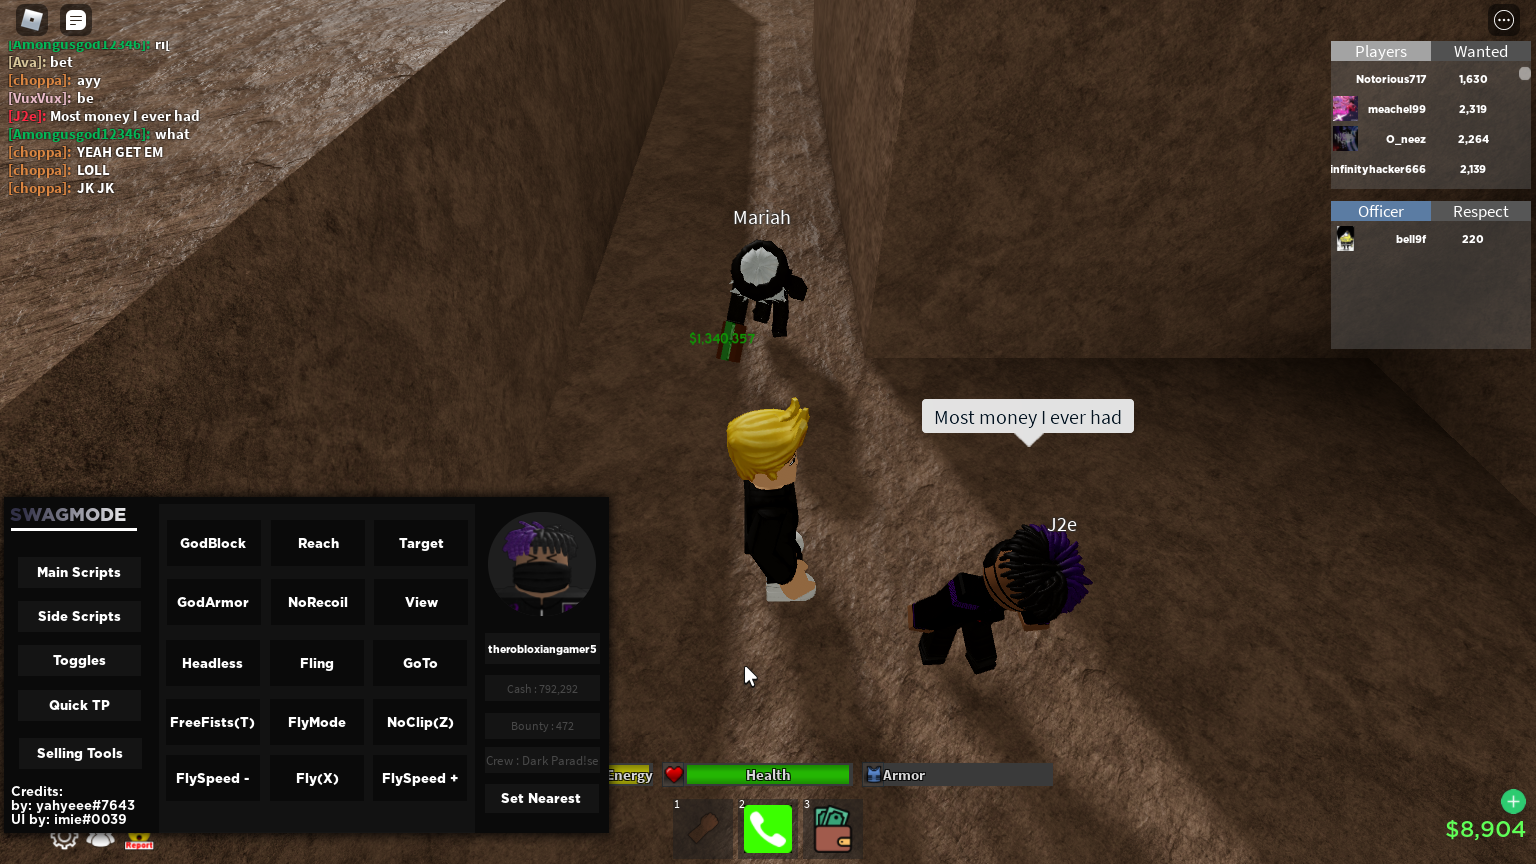 [Amongusgod12346]: ri[
[Ava]: bet
[choppa]: ayy
[VuxVux]: be
[J2e]: Most money I ever had
[Amongusgod12346]: what
[choppa]: YEAH GET EM
[choppa]: LOLL
[choppa]: JK JK
Players Wanted
Notorious717 1,630
meachel99 2,319
O_neez 2,264
infinityhacker666 2,139
Officer Respect
bell9f 220
Mariah
$1,340,357
Most money I ever had
J2e
SWAGMODE
Main Scripts
Side Scripts
Toggles
Quick TP
Selling Tools
Credits:
by: yahyeee#7643
UI by: imie#0039
GodBlock Reach Target
GodArmor NoRecoil View
Headless Fling GoTo
FreeFists(T) FlyMode NoClip(Z)
FlySpeed - Fly(X) FlySpeed +
therobloxiangamer5
Cash : 792,292
Bounty : 472
Crew : Dark Parad!se
Set Nearest
Energy Health Armor
1 2 3
Report
$8,904